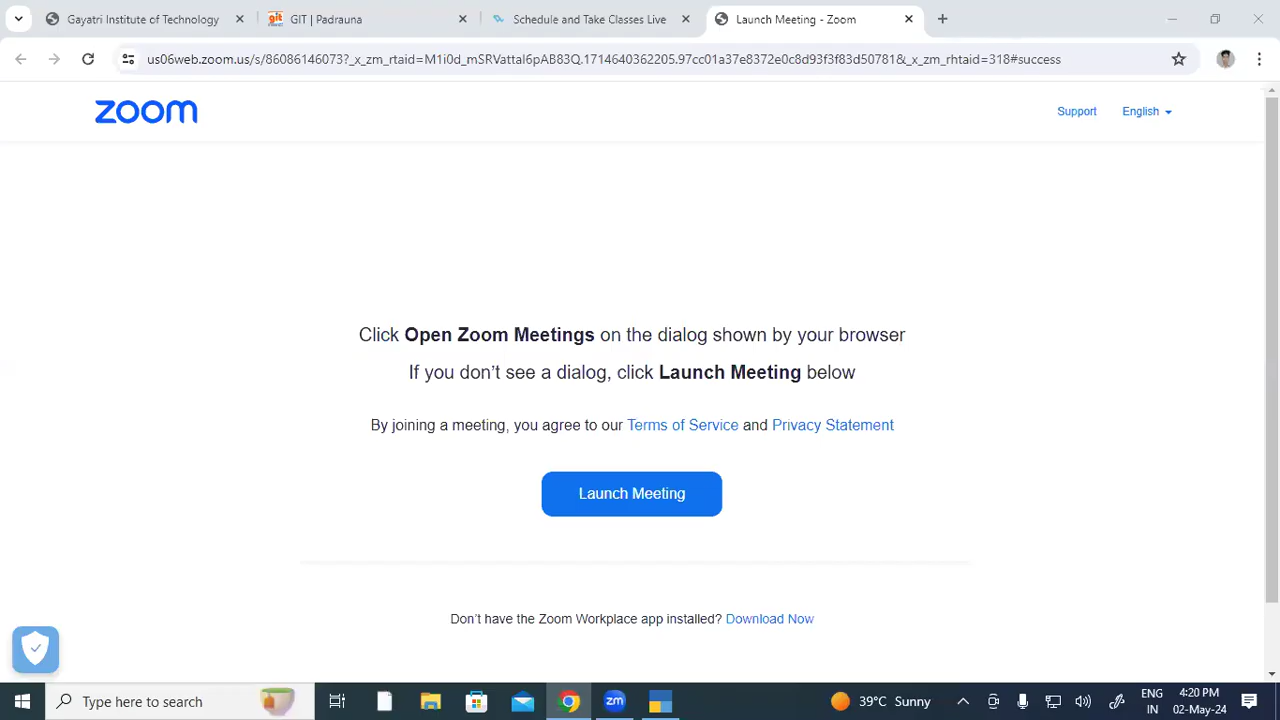 Gayatri Institute of Technology
git
GIT | Padrauna
Schedule and Take Classes Live
Launch Meeting - Zoom
us06web.zoom.us/s/86086146073?_x_zm_rtaid=M1i0d_mSRVattaEpAB83Q.1714640362205.97cc01a37e8372e0c8d93f3f83d50781&_x_zm_rhtaid=318#success
zoom
Support
English
Click Open Zoom Meetings on the dialog shown by your browser
If you don’t see a dialog, click Launch Meeting below
By joining a meeting, you agree to our Terms of Service and Privacy Statement
Launch Meeting
Don’t have the Zoom Workplace app installed? Download Now
Type here to search
zm
39°C Sunny
ENG
IN
4:20 PM
02-May-24